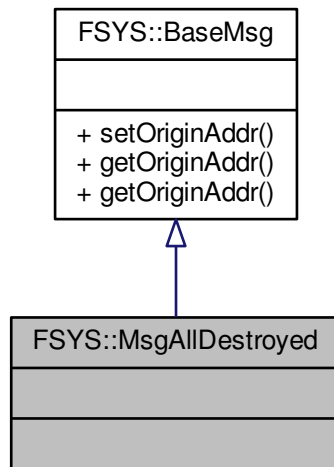 FSYS::BaseMsg
+ setOriginAddr()
+ getOriginAddr()
+ getOriginAddr()
FSYS::MsgAllDestroyed